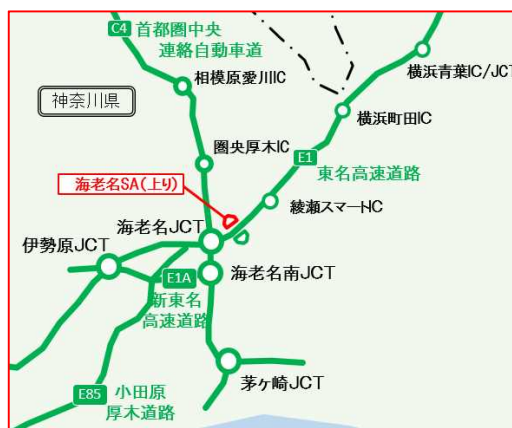 C4
首都圏中央
連絡自動車道
横浜青葉IC/JCT
相模原愛川IC
神奈川県
横浜町田IC
圏央厚木IC
E1
東名高速道路
海老名SA(上り)
綾瀬スマートIC
海老名JCT
伊勢原JCT
海老名南JCT
E1A
新東名
高速道路
茅ヶ崎JCT
E85
小田原
厚木道路